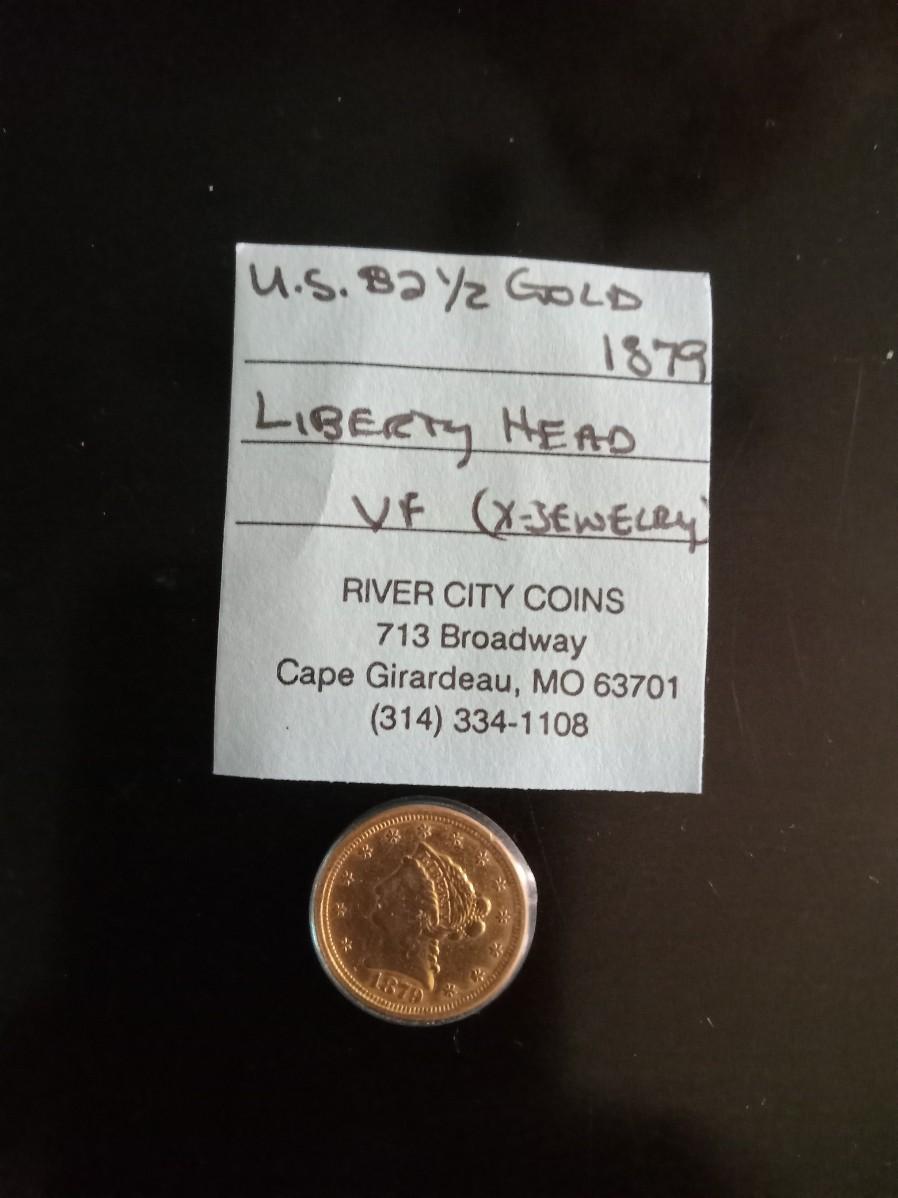 U.S. $2 1/2 GOLD
1879
LIBERTY HEAD
VF (X-JEWELRY)
RIVER CITY COINS
713 Broadway
Cape Girardeau, MO 63701
(314) 334-1108
1879